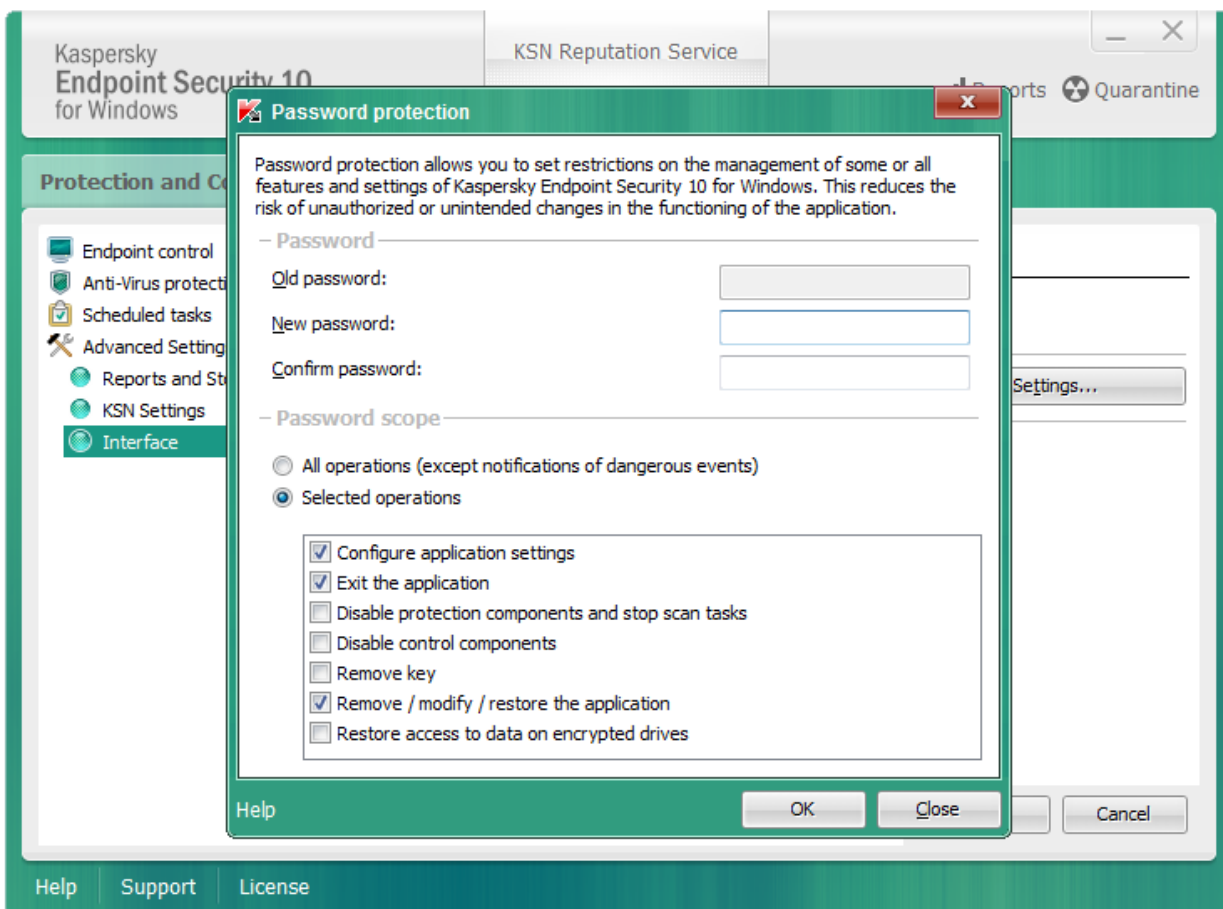 Kaspersky
Endpoint Security 10
for Windows
KSN Reputation Service
Quarantine
Password protection
Protection and
Password protection allows you to set restrictions on the management of some or all
features and settings of Kaspersky Endpoint Security 10 for Windows. This reduces the
risk of unauthorized or unintended changes in the functioning of the application.
Password
Old password:
New password:
Confirm password:
Password scope
All operations (except notifications of dangerous events)
Selected operations
Configure application settings
Exit the application
Disable protection components and stop scan tasks
Disable control components
Remove key
Remove / modify / restore the application
Restore access to data on encrypted drives
Help
OK
Close
Endpoint control
Anti-Virus
Scheduled tasks
Advanced
Reports and
KSN Settings
Interface
Settings...
Cancel
Help
Support
License